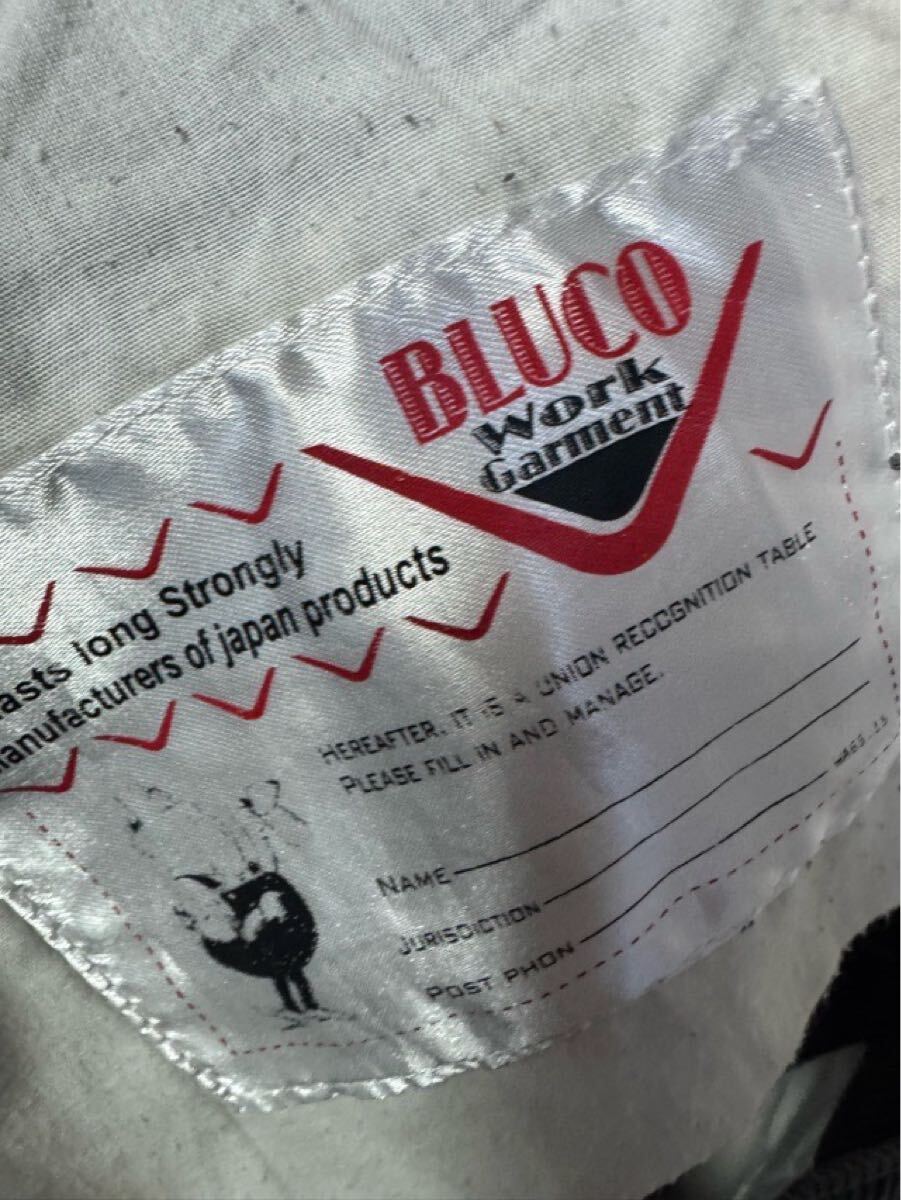 BLUCO
Work
Garment
asts long Strongly
manufacturers of japan products
HEREAFTER. IT IS A UNION RECOGNITION TABLE
PLEASE FILL IN AND MANAGE.
NAME
JURISDICTION
POST PHON